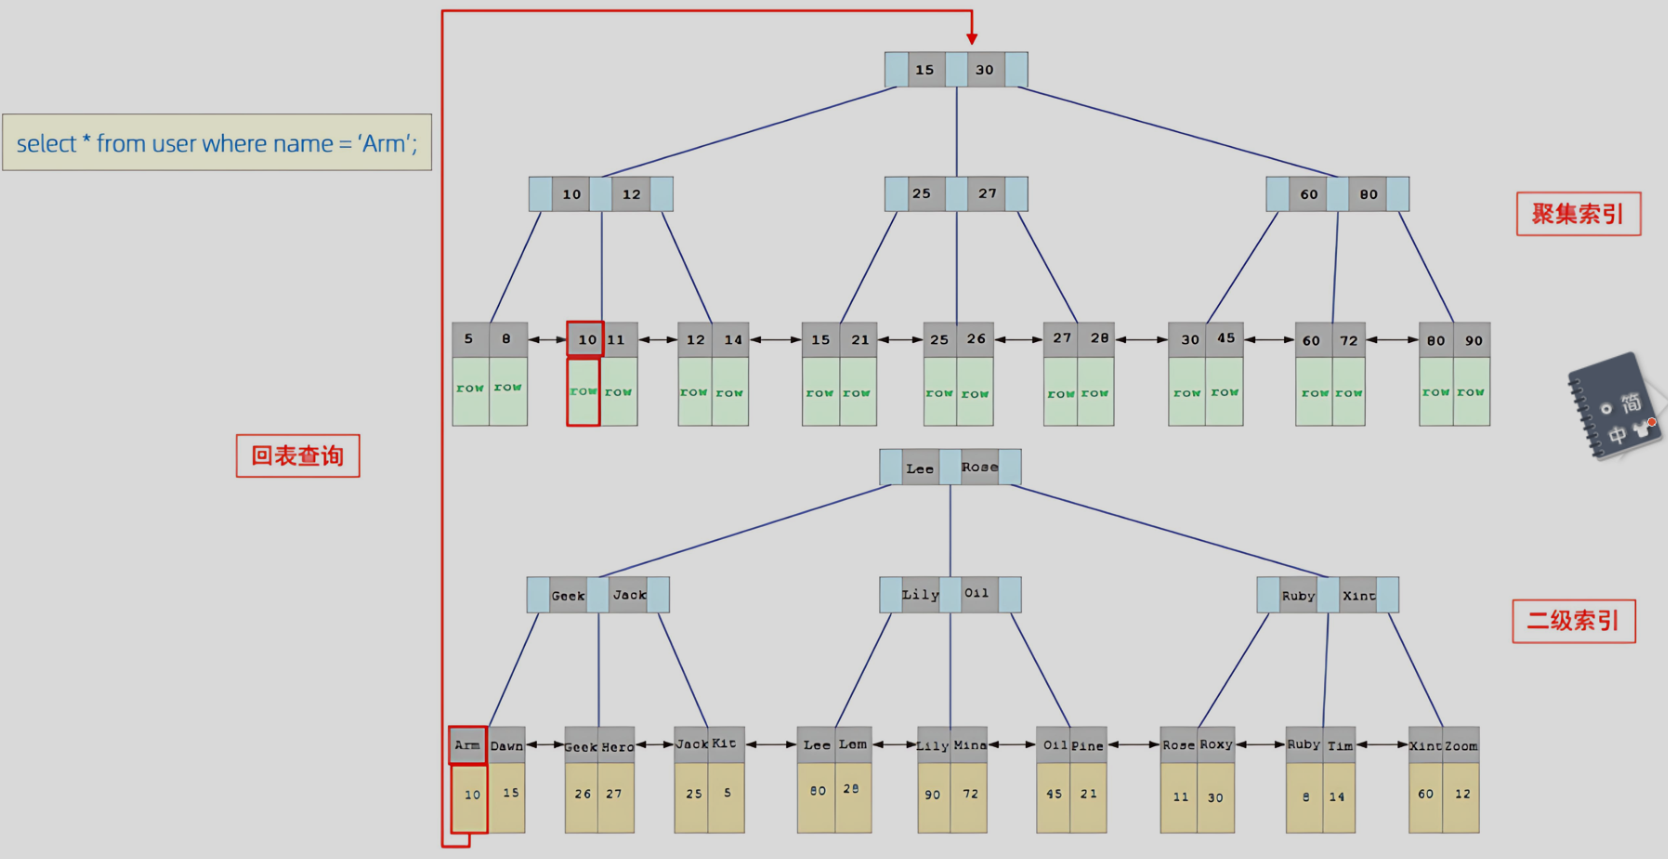 15 30
select * from user where name = ‘Arm’;
10 12 25 27 60 80
聚集索引
5 8 10 11 12 14 15 21 25 26 27 28 30 45 60 72 80 90
row row row row row row row row row row row row row row row row row row
简
中
回表查询
Lee Rose
Geek Jack Lily Oil Ruby Xint
二级索引
Arm Dawn Geek Hero Jack Kit Lee Lem Lily Mina Oil Pine Rose Roxy Ruby Tim Xint Zoom
10 15 26 27 25 5 80 28 90 72 45 21 11 30 8 14 60 12